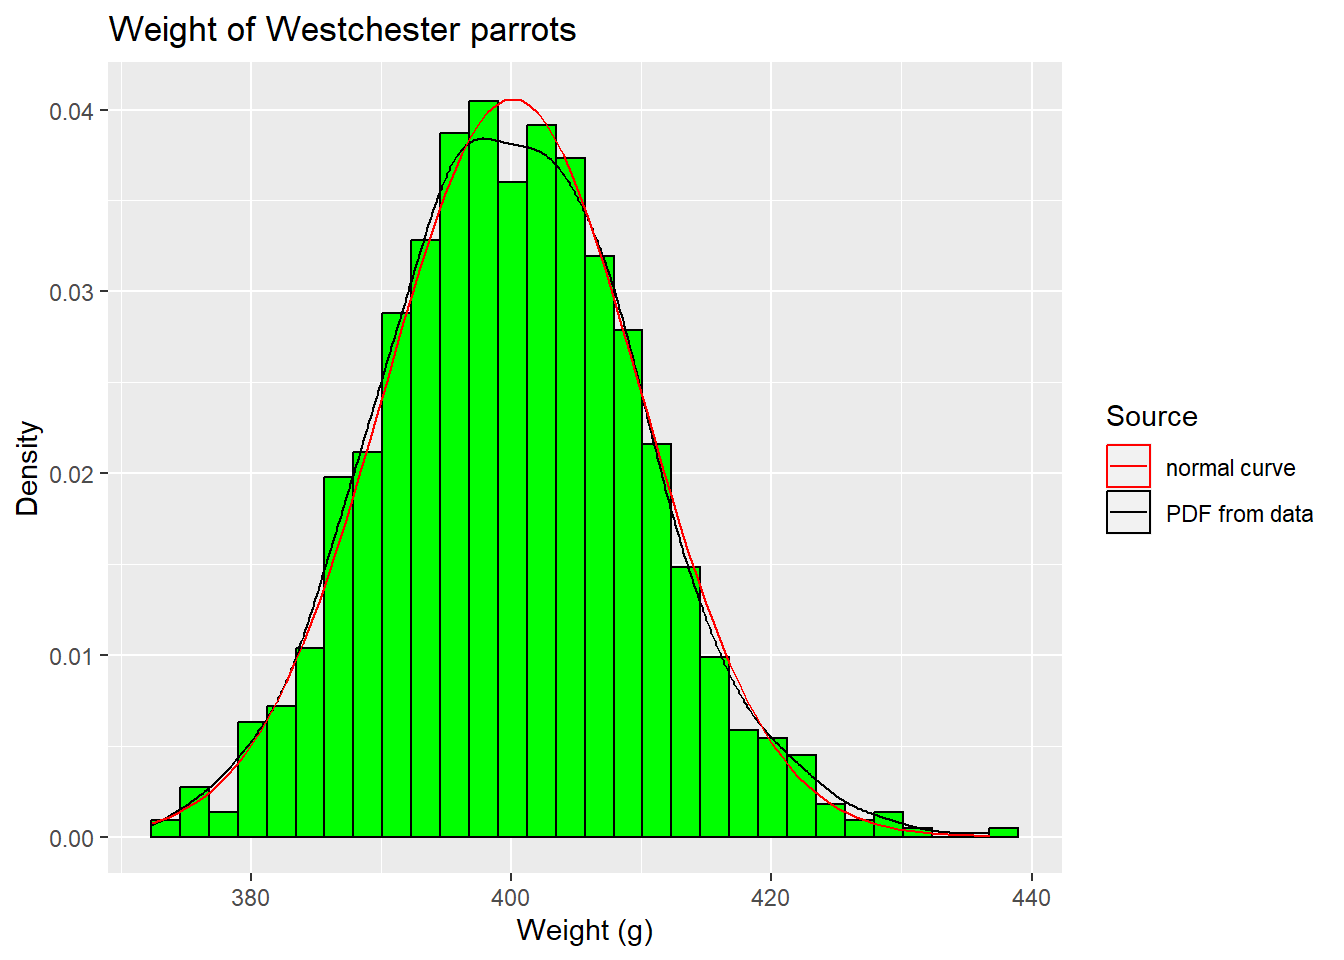 Weight of Westchester parrots
Density
0.04
0.03
0.02
0.01
0.00
380
400
420
440
Weight (g)
Source
normal curve
PDF from data